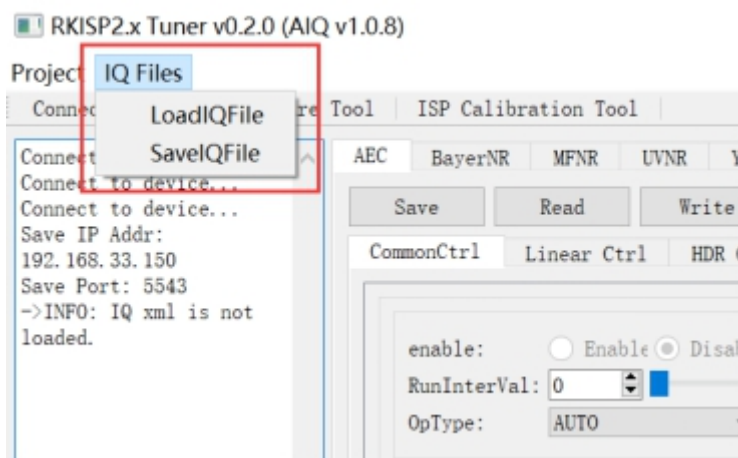 RKISP2.x Tuner v0.2.0 (AIQ v1.0.8)
Project IQ Files
LoadIQFile
SaveIQFile
Tool ISP Calibration Tool
Connect to device...
Connect to device...
Save IP Addr:
192.168.33.150
Save Port: 5543
->INFO: IQ xml is not
loaded.
AEC BayerNR MFNR UVNR
Save Read Write
CommonCtrl Linear Ctrl HDR
enable: Enable
RunInterVal: 0
OpType: AUTO